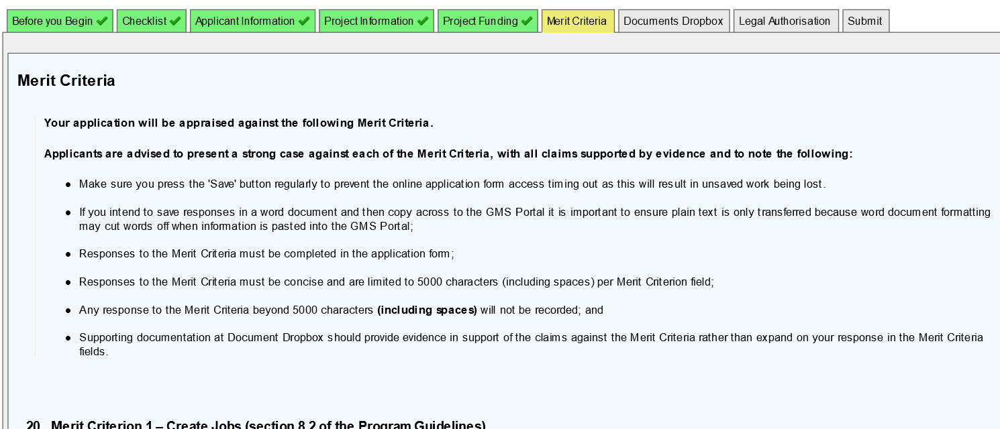 Before you Begin
Checklist
Applicant Information
Project Information
Project Funding
Merit Criteria
Documents Dropbox
Legal Authorisation
Submit
Merit Criteria
Your application will be appraised against the following Merit Criteria.
Applicants are advised to present a strong case against each of the Merit Criteria, with all claims supported by evidence and to note the following:
● Make sure you press the 'Save' button regularly to prevent the online application form access timing out as this will result in unsaved work being lost.
● If you intend to save responses in a word document and then copy across to the GMS Portal it is important to ensure plain text is only transferred because word document formatting
may cut words off when information is pasted into the GMS Portal;
● Responses to the Merit Criteria must be completed in the application form;
● Responses to the Merit Criteria must be concise and are limited to 5000 characters (including spaces) per Merit Criterion field;
● Any response to the Merit Criteria beyond 5000 characters (including spaces) will not be recorded; and
● Supporting documentation at Document Dropbox should provide evidence in support of the claims against the Merit Criteria rather than expand on your response in the Merit Criteria
fields.
20. Merit Criterion 1 – Create Jobs (section 8.2 of the Program Guidelines)